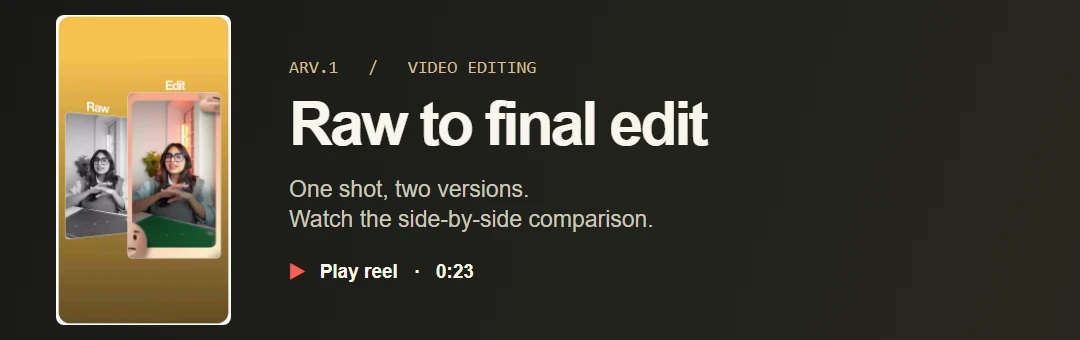 Raw
Edit
ARV.1 / VIDEO EDITING
Raw to final edit
One shot, two versions.
Watch the side-by-side comparison.
Play reel · 0:23